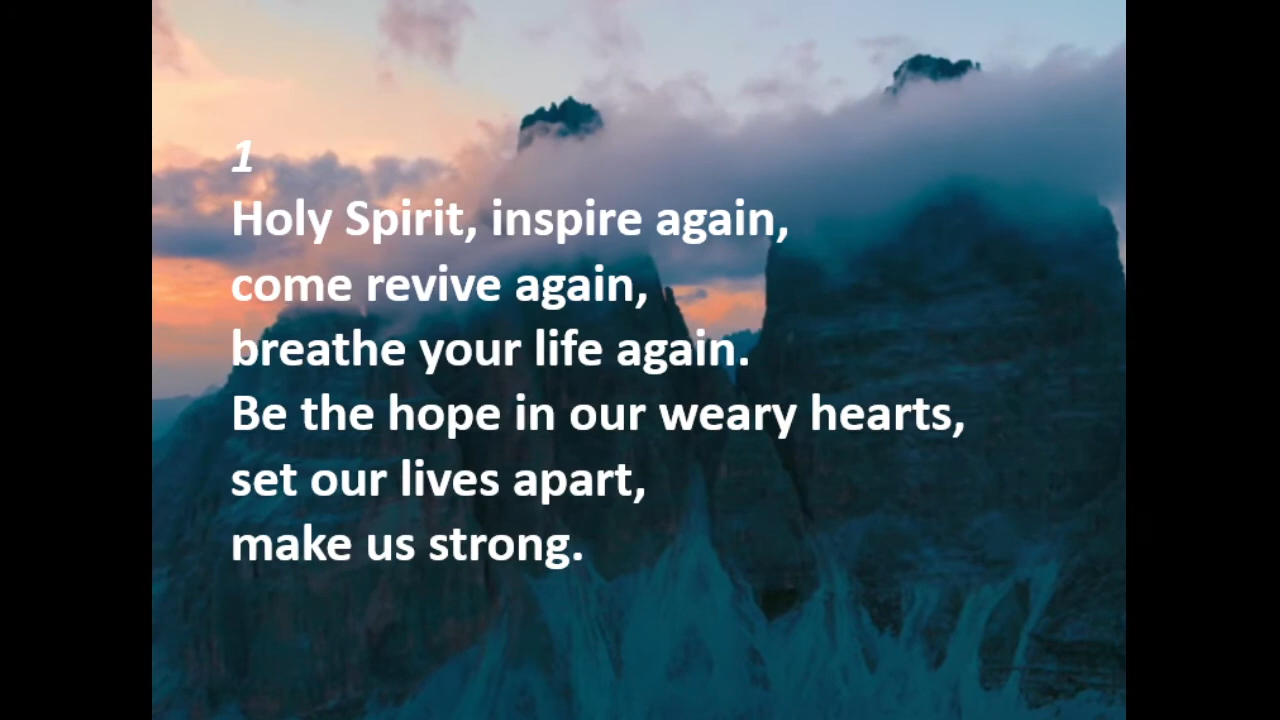 1
Holy Spirit, inspire again,
come revive again,
breathe your life again.
Be the hope in our weary hearts,
set our lives apart,
make us strong.